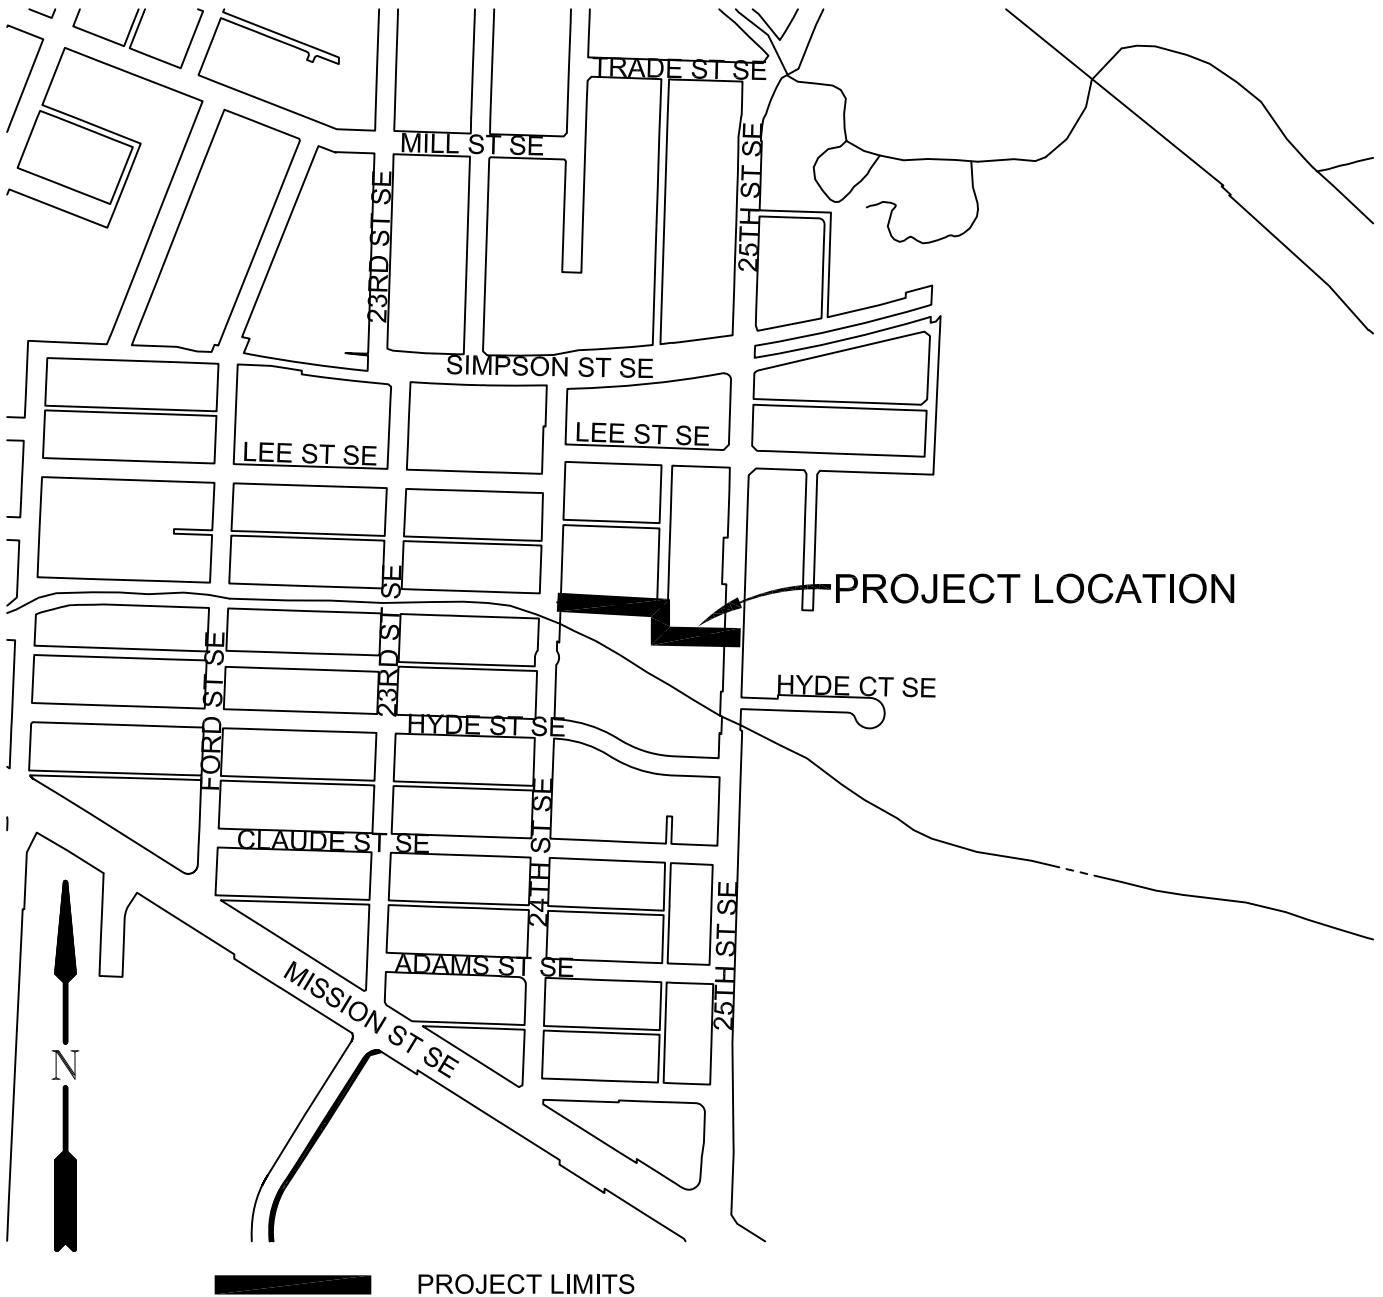 TRADE ST SE
MILL ST SE
25TH ST SE
23RD ST SE
SIMPSON ST SE
LEE ST SE
LEE ST SE
PROJECT LOCATION
23RD ST SE
FORD ST SE
HYDE CT SE
HYDE ST SE
24TH ST SE
CLAUDE ST SE
25TH ST SE
ADAMS ST SE
MISSION ST SE
N
PROJECT LIMITS